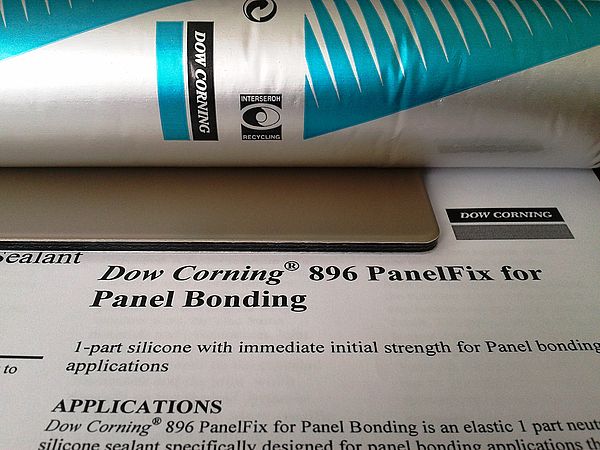 DOW CORNING
INTERSEROH
RECYCLING
DOW CORNING
Sealant
Dow Corning® 896 PanelFix for
Panel Bonding
1-part silicone with immediate initial strength for Panel bonding
applications
to
APPLICATIONS
Dow Corning® 896 PanelFix for Panel Bonding is an elastic 1 part neut
silicone sealant specifically designed for panel bonding applications th